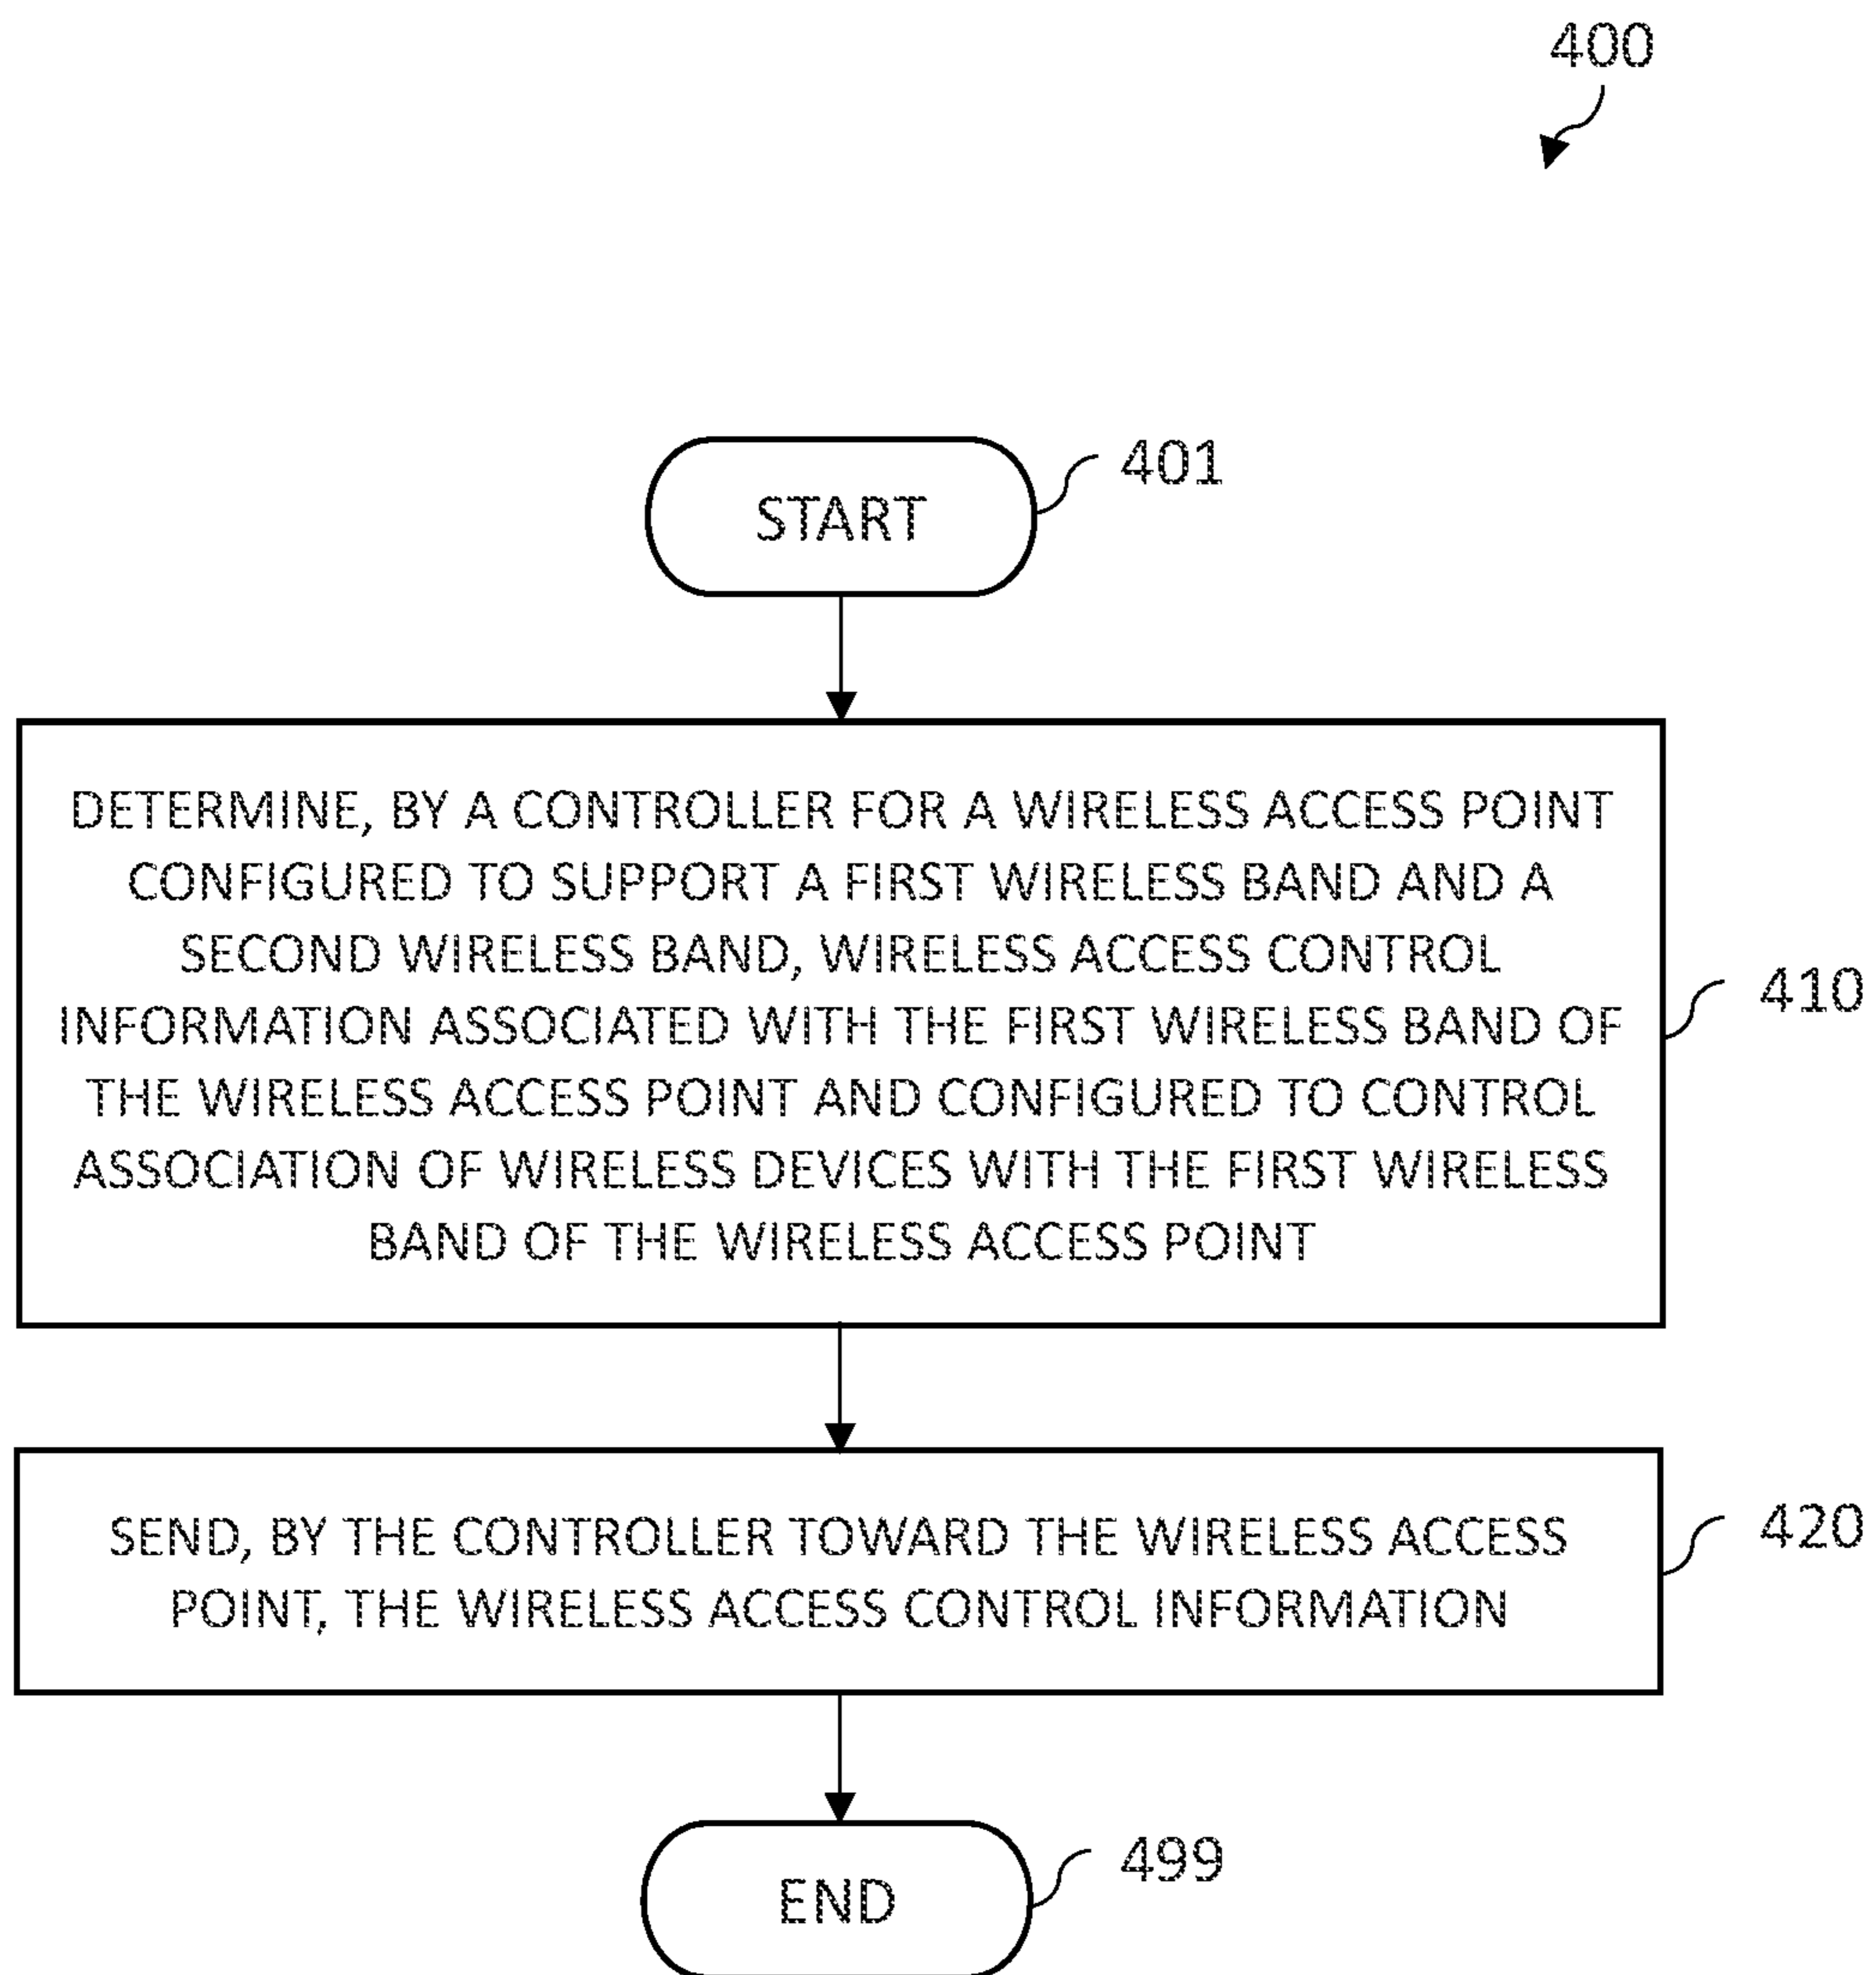 400
START
401
DETERMINE, BY A CONTROLLER FOR A WIRELESS ACCESS POINT
CONFIGURED TO SUPPORT A FIRST WIRELESS BAND AND A
SECOND WIRELESS BAND, WIRELESS ACCESS CONTROL
INFORMATION ASSOCIATED WITH THE FIRST WIRELESS BAND OF
THE WIRELESS ACCESS POINT AND CONFIGURED TO CONTROL
ASSOCIATION OF WIRELESS DEVICES WITH THE FIRST WIRELESS
BAND OF THE WIRELESS ACCESS POINT
410
SEND, BY THE CONTROLLER TOWARD THE WIRELESS ACCESS
POINT, THE WIRELESS ACCESS CONTROL INFORMATION
420
END
499